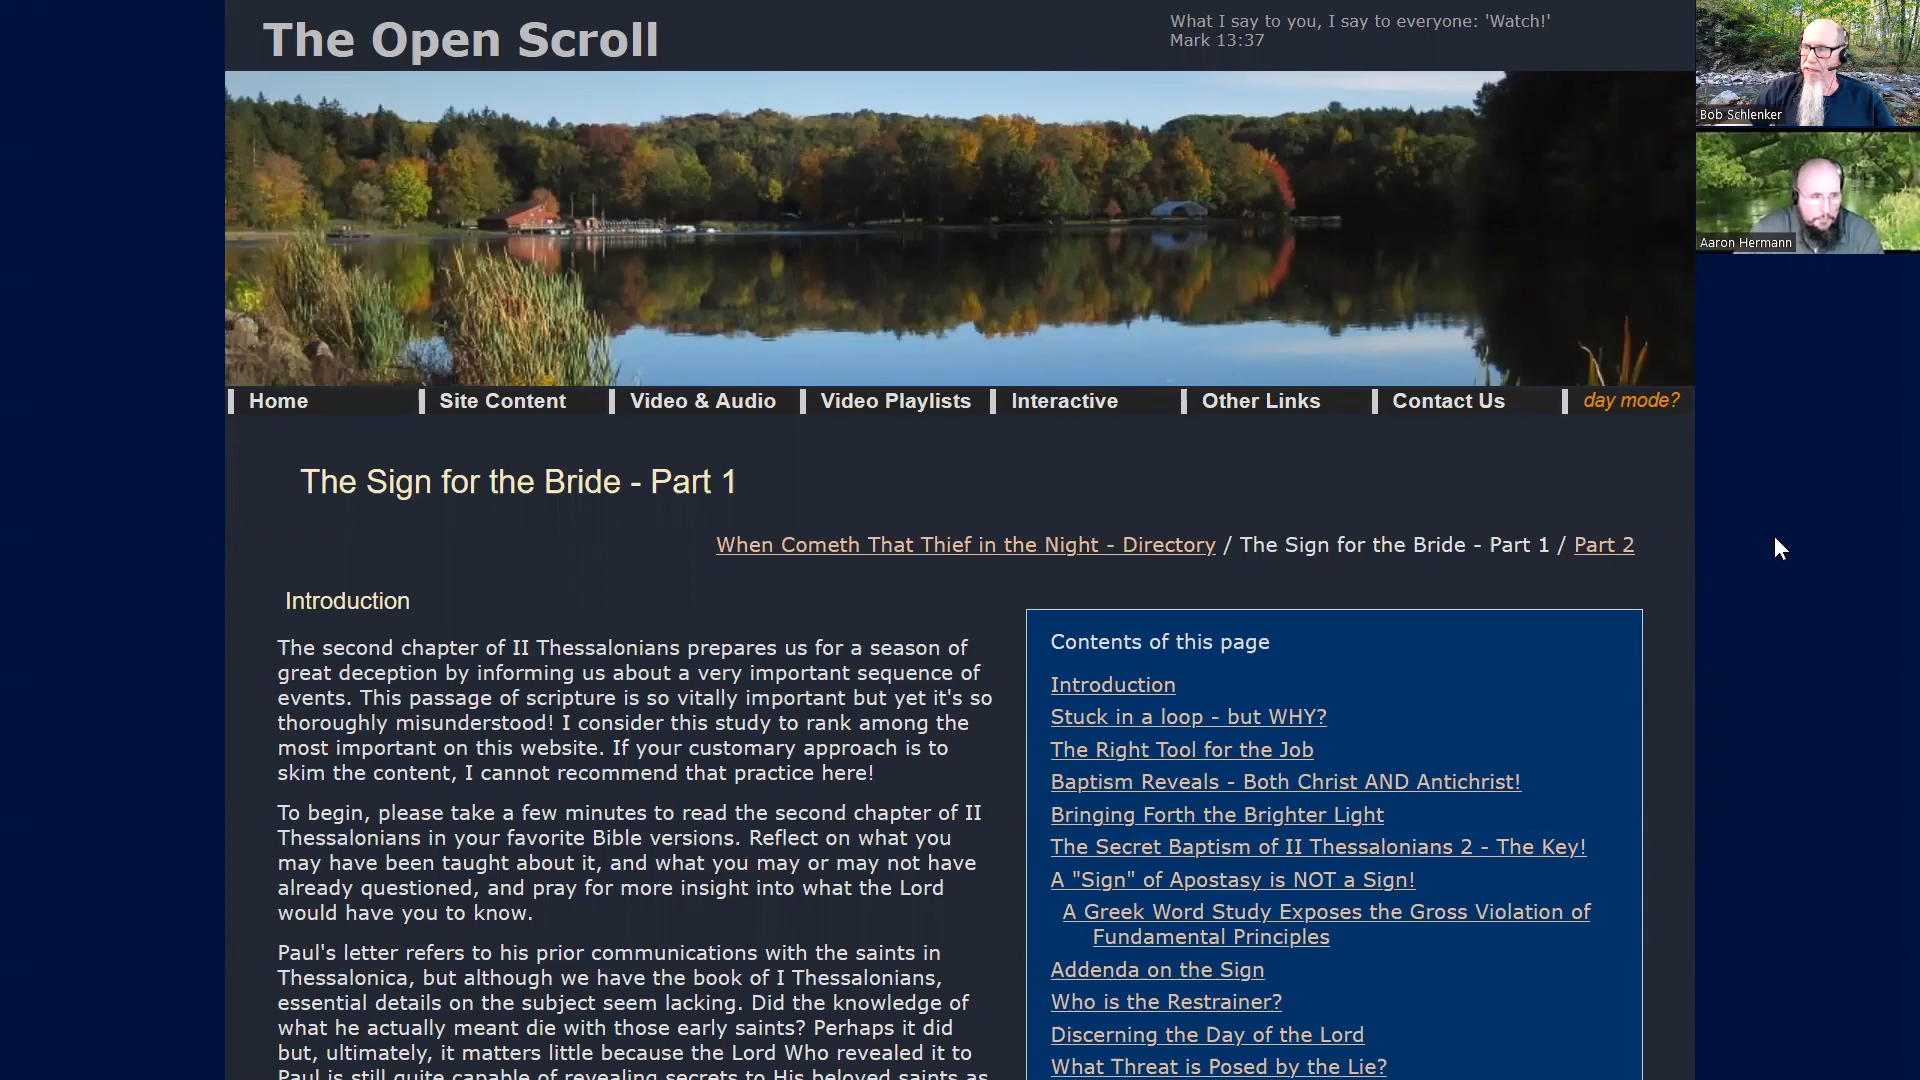 The Open Scroll
What I say to you, I say to everyone: 'Watch!'
Mark 13:37
Bob Schlenker
Aaron Hermann
Home
Site Content
Video & Audio
Video Playlists
Interactive
Other Links
Contact Us
day mode?
The Sign for the Bride - Part 1
When Cometh That Thief in the Night - Directory / The Sign for the Bride - Part 1 / Part 2
Introduction
The second chapter of II Thessalonians prepares us for a season of
great deception by informing us about a very important sequence of
events. This passage of scripture is so vitally important but yet it's so
thoroughly misunderstood! I consider this study to rank among the
most important on this website. If your customary approach is to
skim the content, I cannot recommend that practice here!
To begin, please take a few minutes to read the second chapter of II
Thessalonians in your favorite Bible versions. Reflect on what you
may have been taught about it, and what you may or may not have
already questioned, and pray for more insight into what the Lord
would have you to know.
Paul's letter refers to his prior communications with the saints in
Thessalonica, but although we have the book of I Thessalonians,
essential details on the subject seem lacking. Did the knowledge of
what he actually meant die with those early saints? Perhaps it did
but, ultimately, it matters little because the Lord Who revealed it to
Paul is still quite capable of revealing secrets to His beloved saints as
Contents of this page
Introduction
Stuck in a loop - but WHY?
The Right Tool for the Job
Baptism Reveals - Both Christ AND Antichrist!
Bringing Forth the Brighter Light
The Secret Baptism of II Thessalonians 2 - The Key!
A "Sign" of Apostasy is NOT a Sign!
A Greek Word Study Exposes the Gross Violation of
Fundamental Principles
Addenda on the Sign
Who is the Restrainer?
Discerning the Day of the Lord
What Threat is Posed by the Lie?